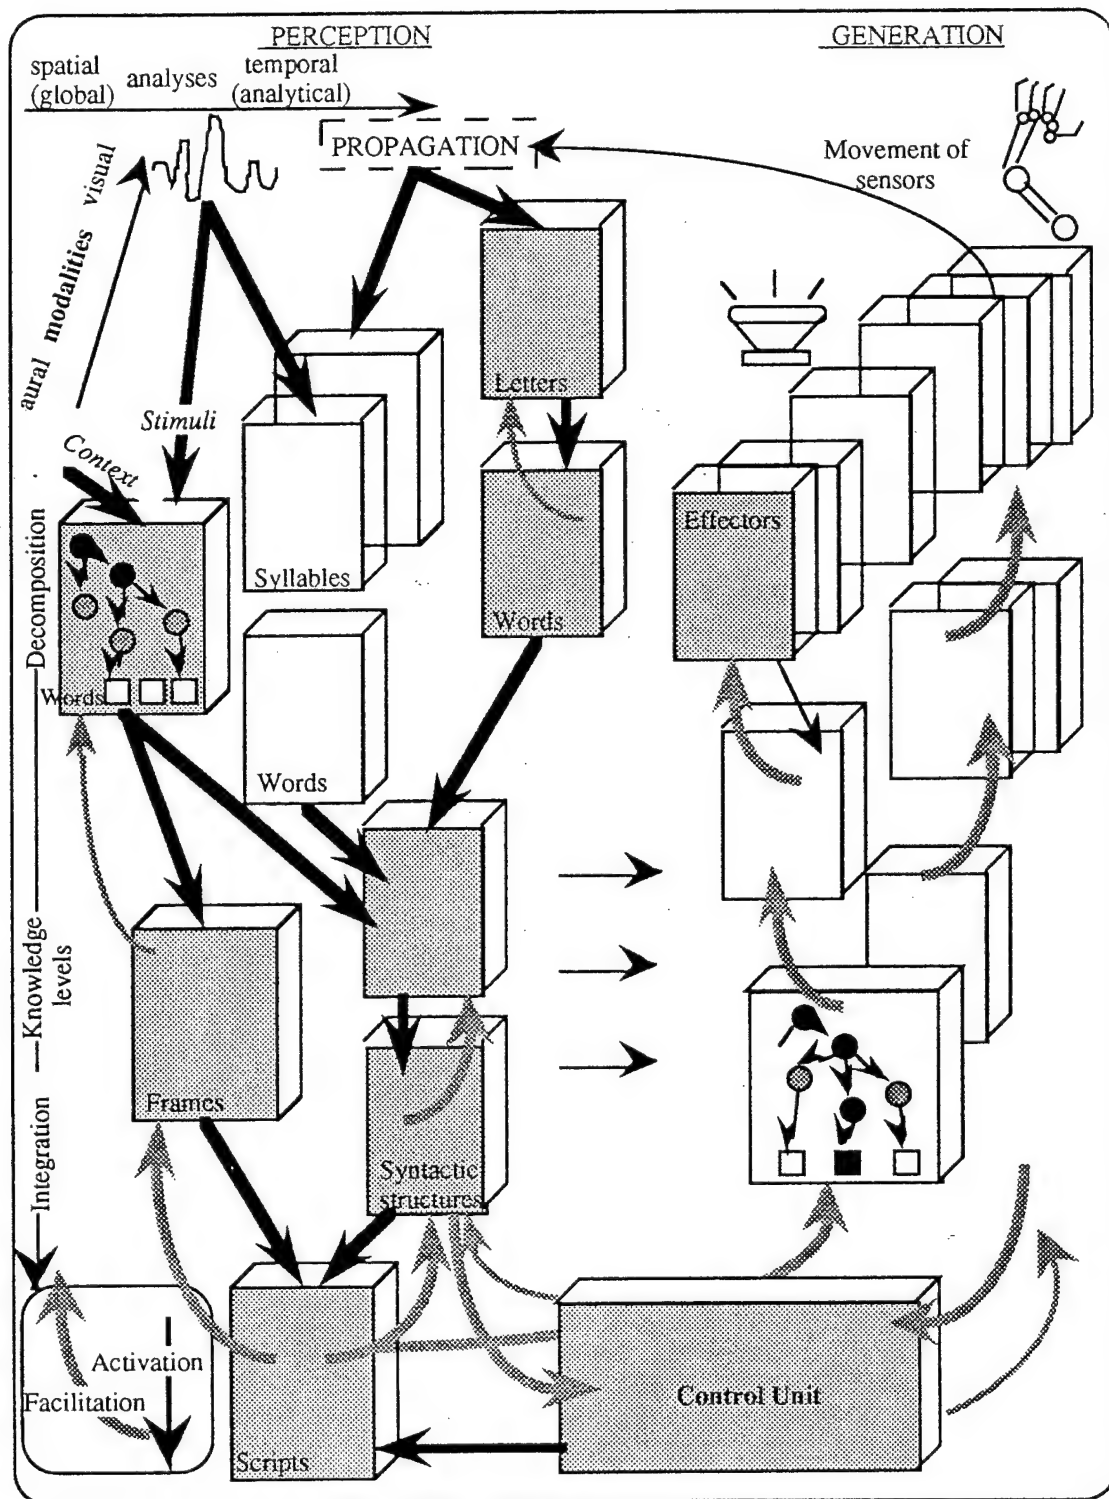 PERCEPTION
GENERATION
spatial
(global)
analyses
temporal
(analytical)
PROPAGATION
Movement of
sensors
aural modalities visual
Stimuli
Context
Letters
Syllables
Words
Effectors
Words
Words
Decomposition
Knowledge
levels
Integration
Frames
Syntactic
structures
Activation
Facilitation
Scripts
Control Unit